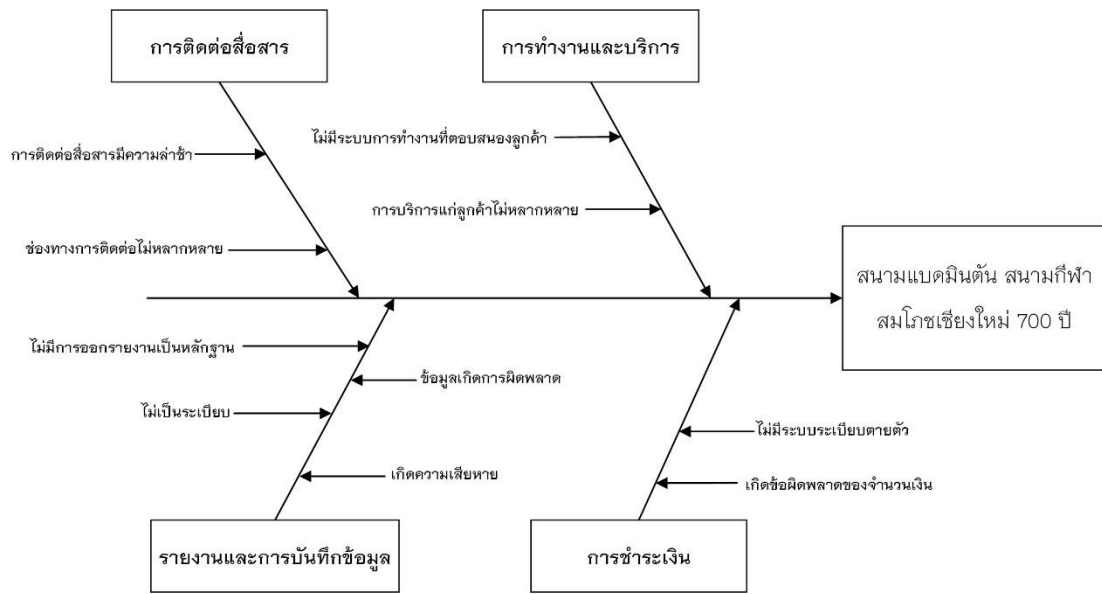 การติดต่อสื่อสาร
การทำงานและบริการ
ไม่มีระบบการทำงานที่ตอบสนองลูกค้า
การติดต่อสื่อสารมีความล่าช้า
การบริการแก่ลูกค้าไม่หลากหลาย
ช่องทางการติดต่อไม่หลากหลาย
สนามแบดมินตัน สนามกีฬา
สมโภชเชียงใหม่ 700 ปี
ไม่มีการออกรายงานเป็นหลักฐาน
ข้อมูลเกิดการผิดพลาด
ไม่เป็นระเบียบ
ไม่มีระบบระเบียบตายตัว
เกิดความเสียหาย
เกิดข้อผิดพลาดของจำนวนเงิน
รายงานและการบันทึกข้อมูล
การชำระเงิน